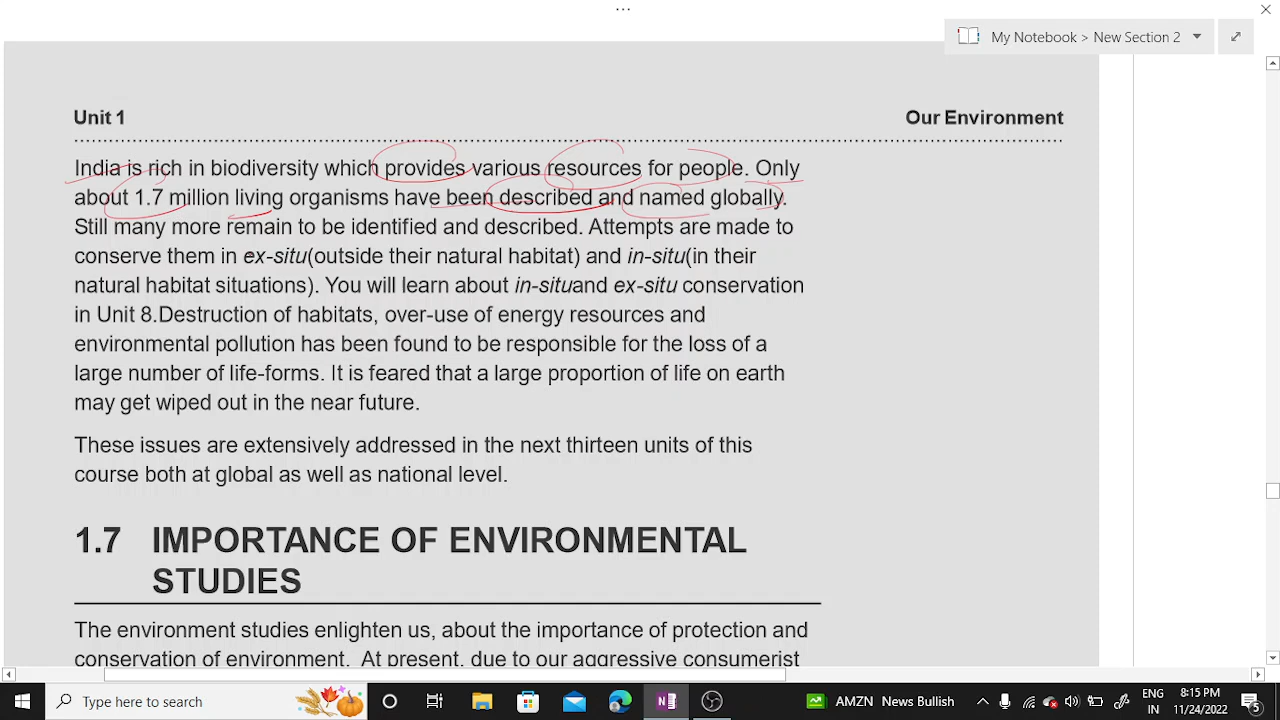 ...
My Notebook > New Section 2
Unit 1
Our Environment
India is rich in biodiversity which provides various resources for people. Only
about 1.7 million living organisms have been described and named globally.
Still many more remain to be identified and described. Attempts are made to
conserve them in ex-situ(outside their natural habitat) and in-situ(in their
natural habitat situations). You will learn about in-situand ex-situ conservation
in Unit 8.Destruction of habitats, over-use of energy resources and
environmental pollution has been found to be responsible for the loss of a
large number of life-forms. It is feared that a large proportion of life on earth
may get wiped out in the near future.
These issues are extensively addressed in the next thirteen units of this
course both at global as well as national level.
1.7 IMPORTANCE OF ENVIRONMENTAL
STUDIES
The environment studies enlighten us, about the importance of protection and
conservation of environment. At present, due to our aggressive consumerist
Type here to search
AMZN News Bullish
ENG
IN
8:15 PM
11/24/2022
5